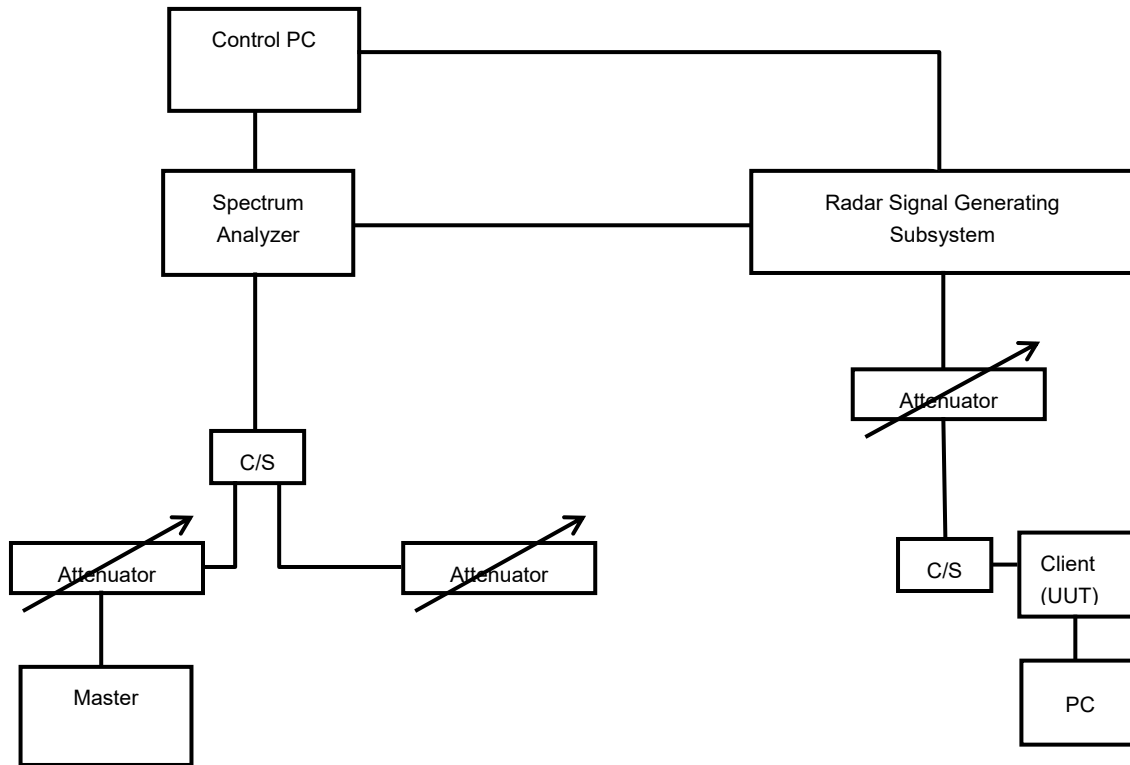 Control PC
Spectrum
Analyzer
Radar Signal Generating
Subsystem
Attenuator
C/S
Attenuator
Attenuator
C/S
Client
(UUT)
Master
PC